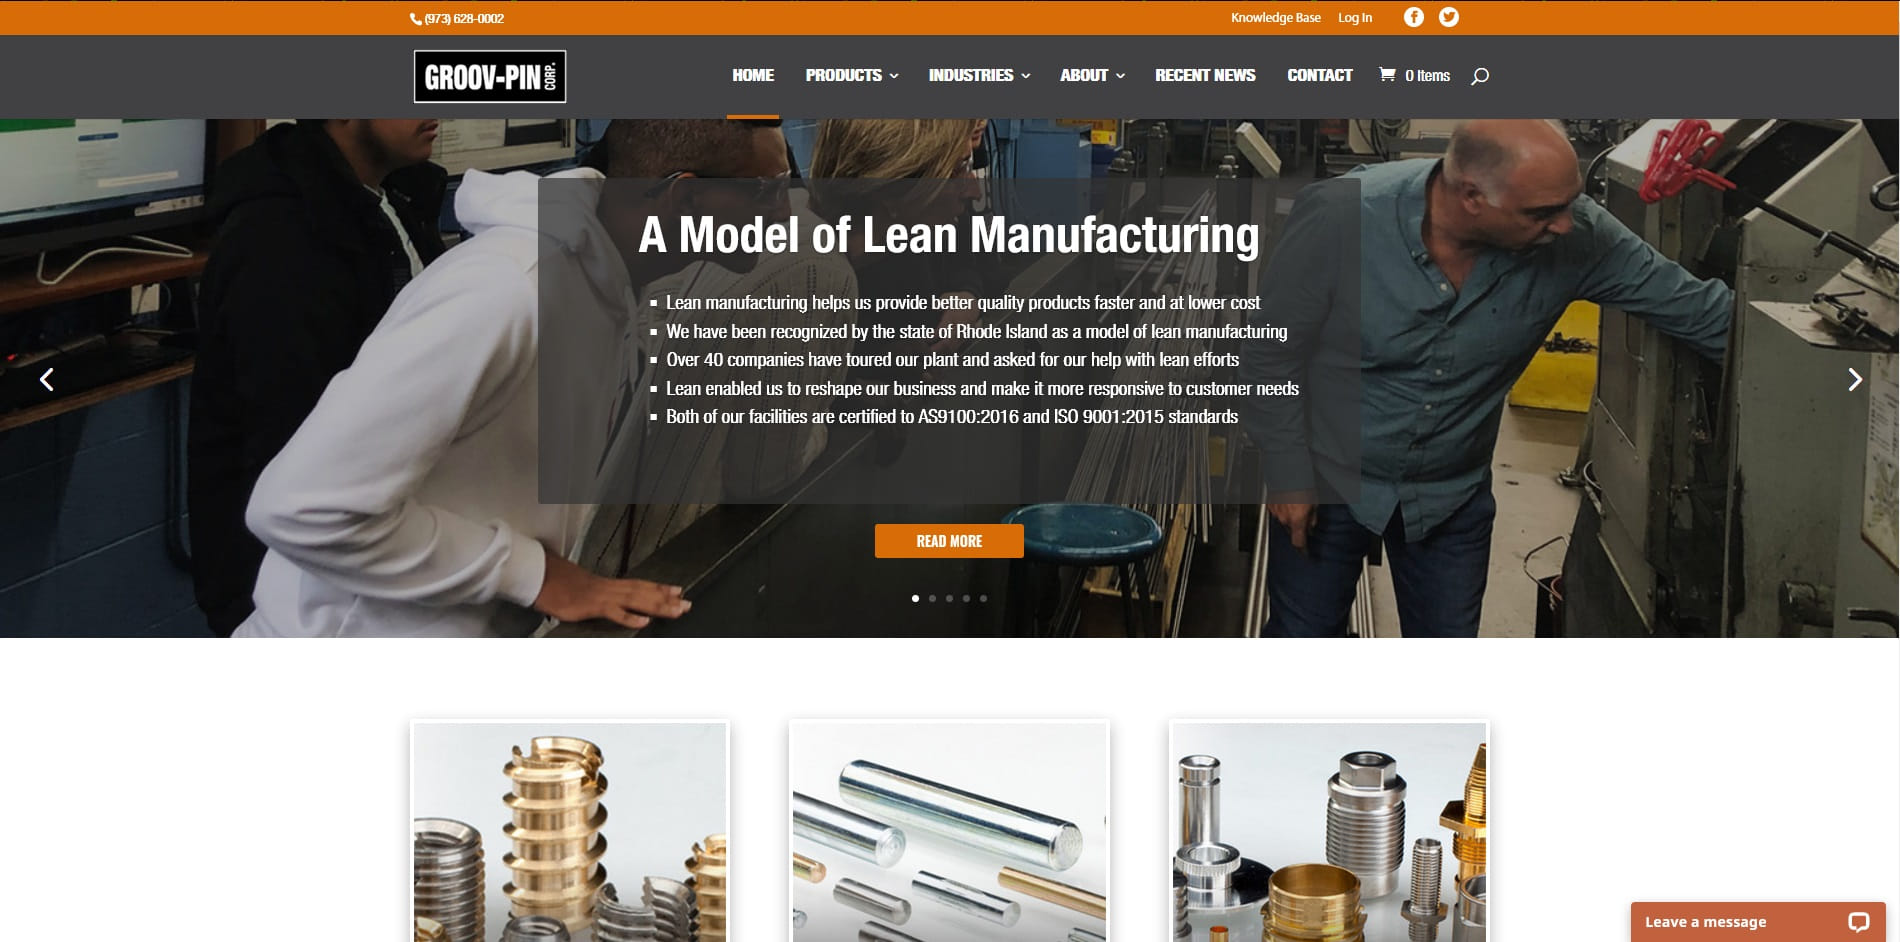 (973) 628-0002
Knowledge Base Log In
GROOV-PIN CORP.
HOME PRODUCTS INDUSTRIES ABOUT RECENT NEWS CONTACT 0 Items
A Model of Lean Manufacturing
Lean manufacturing helps us provide better quality products faster and at lower cost
We have been recognized by the state of Rhode Island as a model of lean manufacturing
Over 40 companies have toured our plant and asked for our help with lean efforts
Lean enabled us to reshape our business and make it more responsive to customer needs
Both of our facilities are certified to AS9100:2016 and ISO 9001:2015 standards
READ MORE
Leave a message